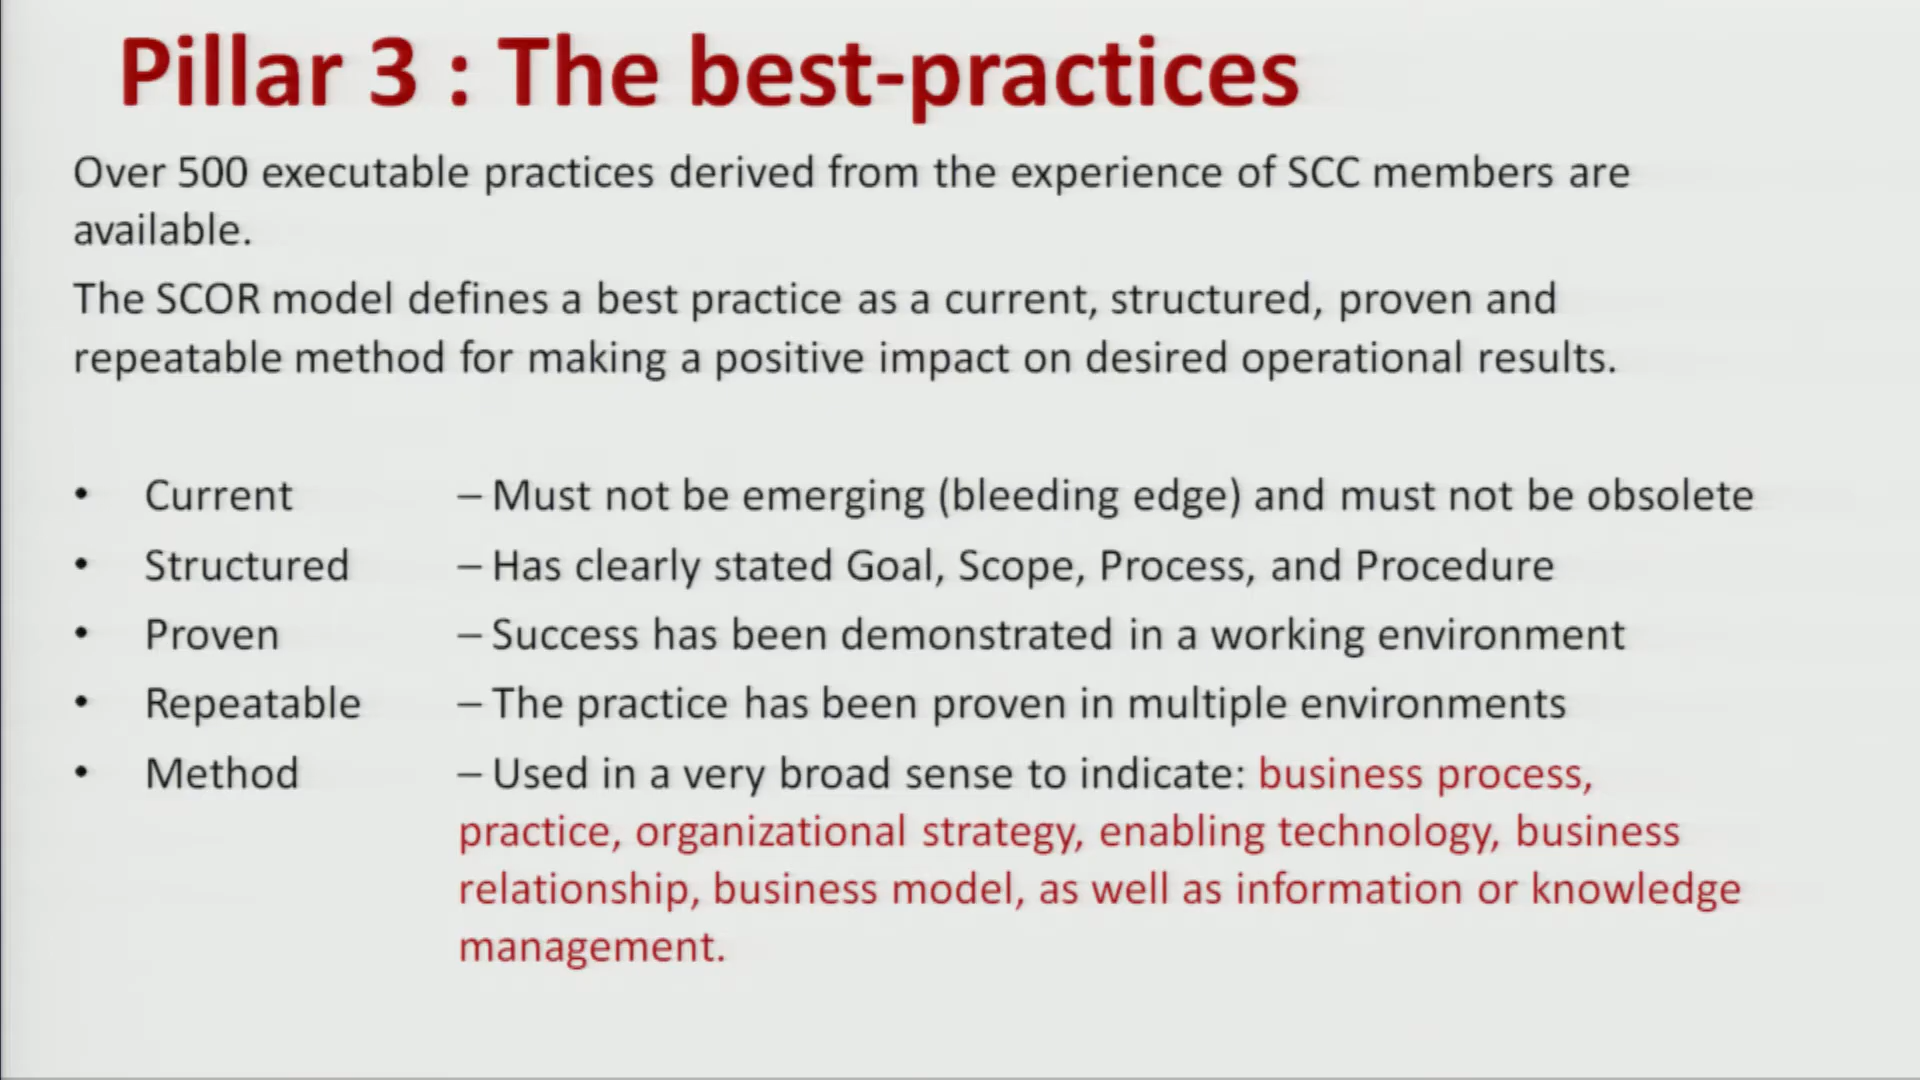 Pillar 3 : The best-practices
Over 500 executable practices derived from the experience of SCC members are
available.
The SCOR model defines a best practice as a current, structured, proven and
repeatable method for making a positive impact on desired operational results.
• Current – Must not be emerging (bleeding edge) and must not be obsolete
• Structured – Has clearly stated Goal, Scope, Process, and Procedure
• Proven – Success has been demonstrated in a working environment
• Repeatable – The practice has been proven in multiple environments
• Method – Used in a very broad sense to indicate: business process,
practice, organizational strategy, enabling technology, business
relationship, business model, as well as information or knowledge
management.